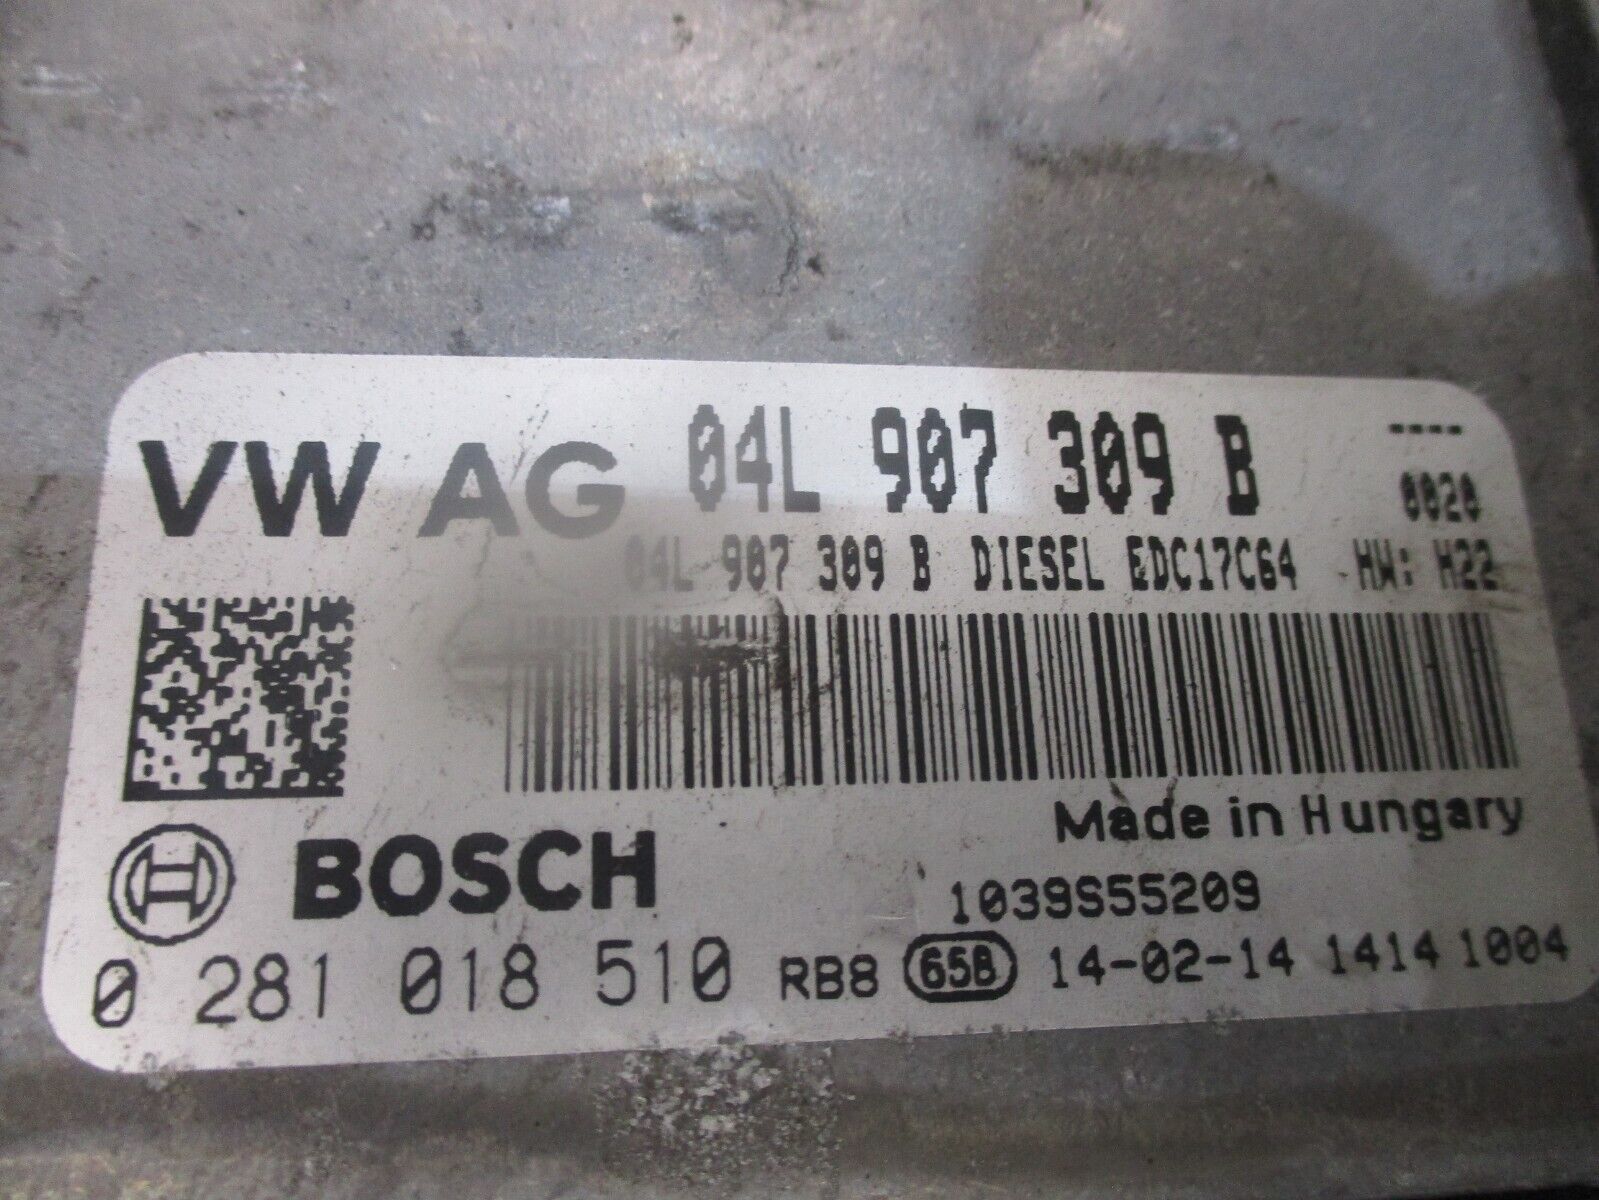 VW AG 04L 907 309 B ----
0020
04L 907 309 B DIESEL EDC17C64 HW: H22
Made in Hungary
BOSCH 1039S55209
0 281 018 510 RB8 65B 14-02-14 1414 1004